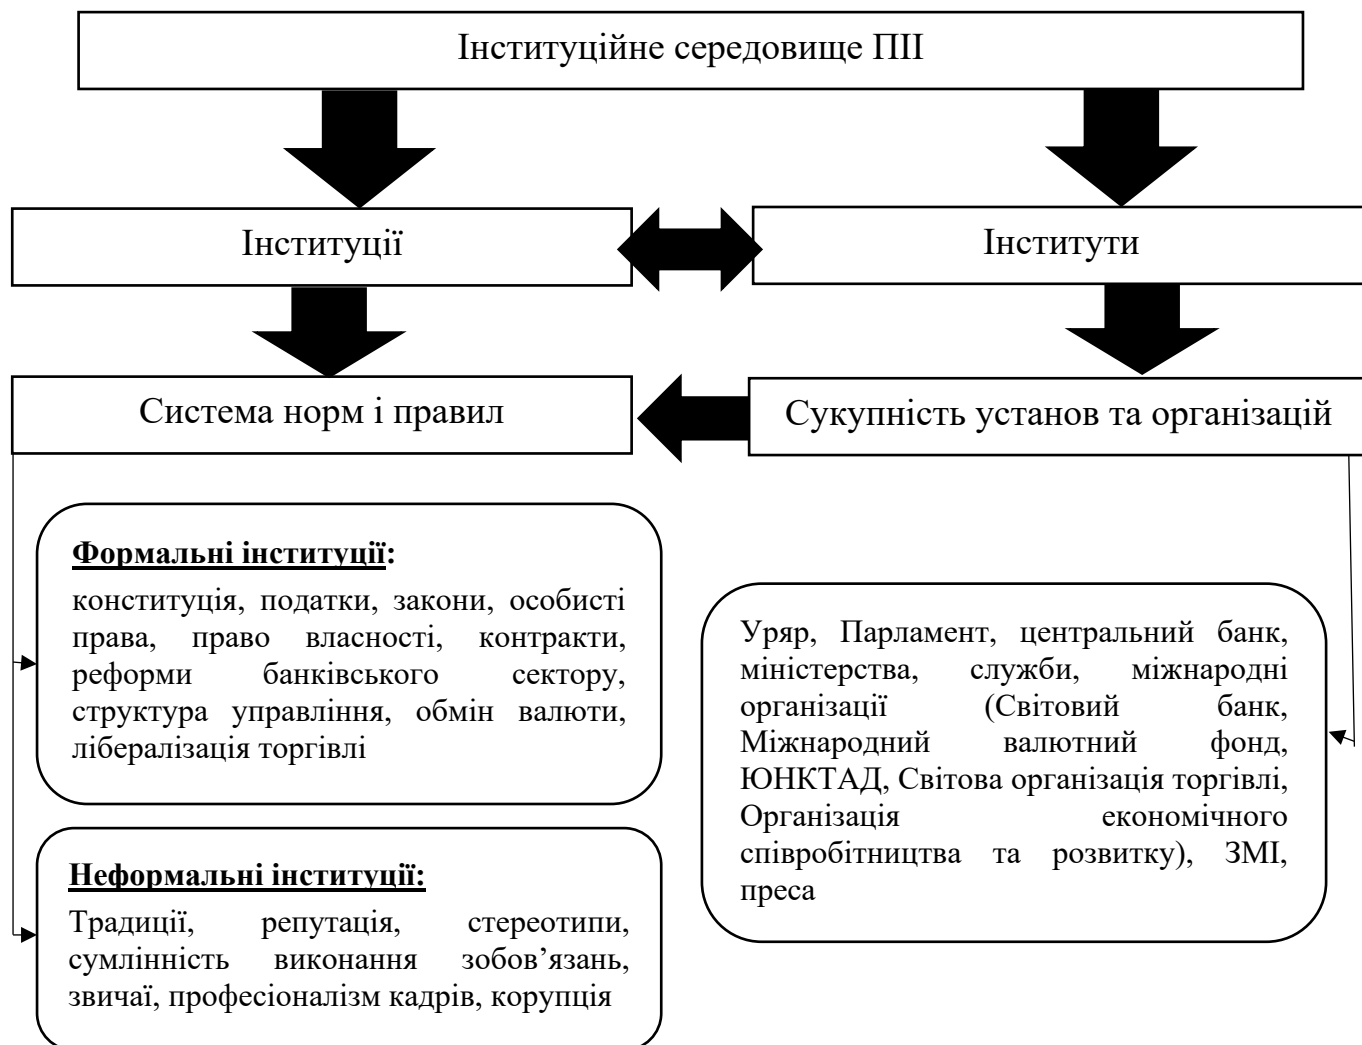 Інституційне середовище ПІІ
Інституції
Інститути
Система норм і правил
Сукупність установ та організацій
Формальні інституції:
конституція, податки, закони, особисті
права, право власності, контракти,
реформи банківського сектору,
структура управління, обмін валюти,
лібералізація торгівлі
Неформальні інституції:
Традиції, репутація, стереотипи,
сумлінність виконання зобов’язань,
звичаї, професіоналізм кадрів, корупція
Уряр, Парламент, центральний банк,
міністерства, служби, міжнародні
організації (Світовий банк,
Міжнародний валютний фонд,
ЮНКТАД, Світова організація торгівлі,
Організація економічного
співробітництва та розвитку), ЗМІ,
преса